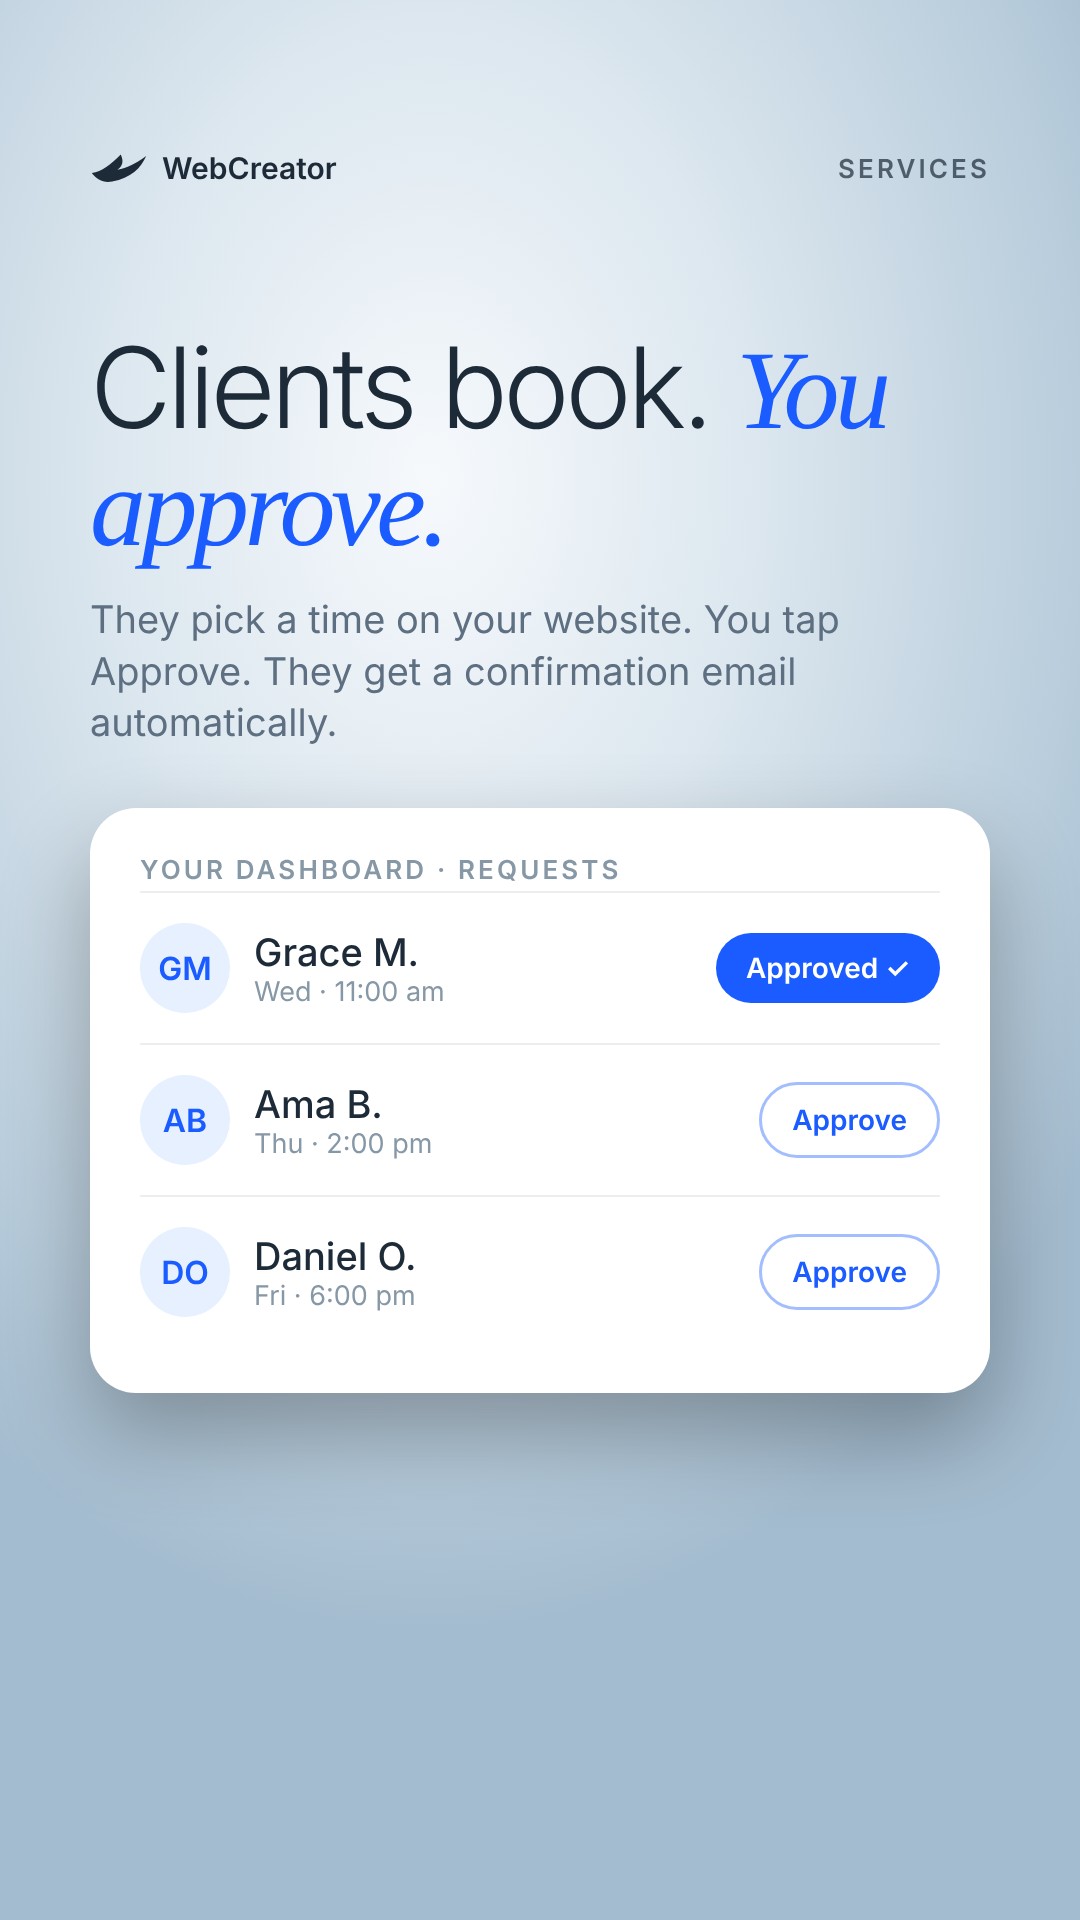 WebCreator
SERVICES
Clients book. You
approve.
They pick a time on your website. You tap
Approve. They get a confirmation email
automatically.
YOUR DASHBOARD · REQUESTS
GM
Grace M.
Wed · 11:00 am
Approved ✓
AB
Ama B.
Thu · 2:00 pm
Approve
DO
Daniel O.
Fri · 6:00 pm
Approve